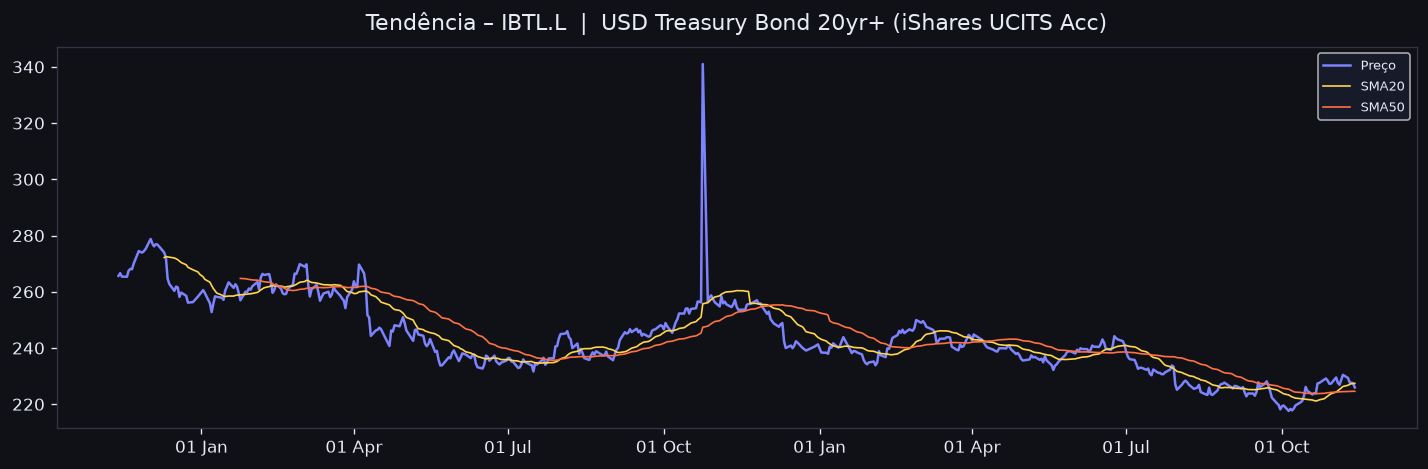 Tendência – IBTL.L | USD Treasury Bond 20yr+ (iShares UCITS Acc)
Preço
SMA20
SMA50
340
320
300
280
260
240
220
01 Jan
01 Apr
01 Jul
01 Oct
01 Jan
01 Apr
01 Jul
01 Oct